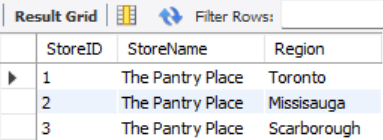 Result Grid Filter Rows:
StoreID StoreName Region
1 The Pantry Place Toronto
2 The Pantry Place Missisauga
3 The Pantry Place Scarborough